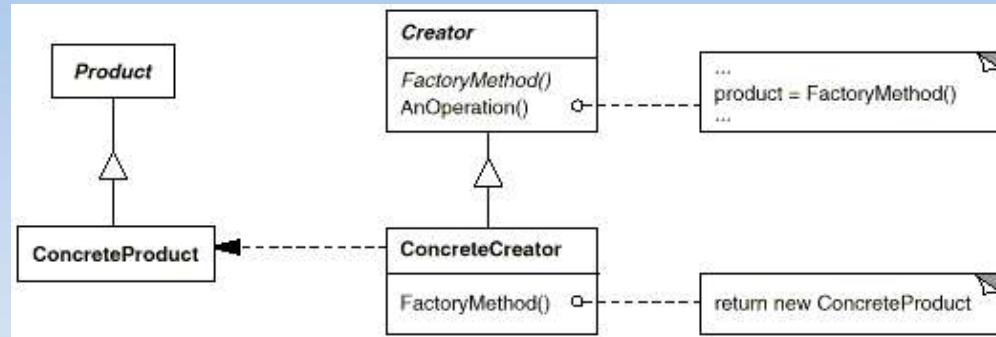 Product
ConcreteProduct
Creator
FactoryMethod()
AnOperation()
...
product = FactoryMethod()
...
ConcreteCreator
FactoryMethod()
return new ConcreteProduct